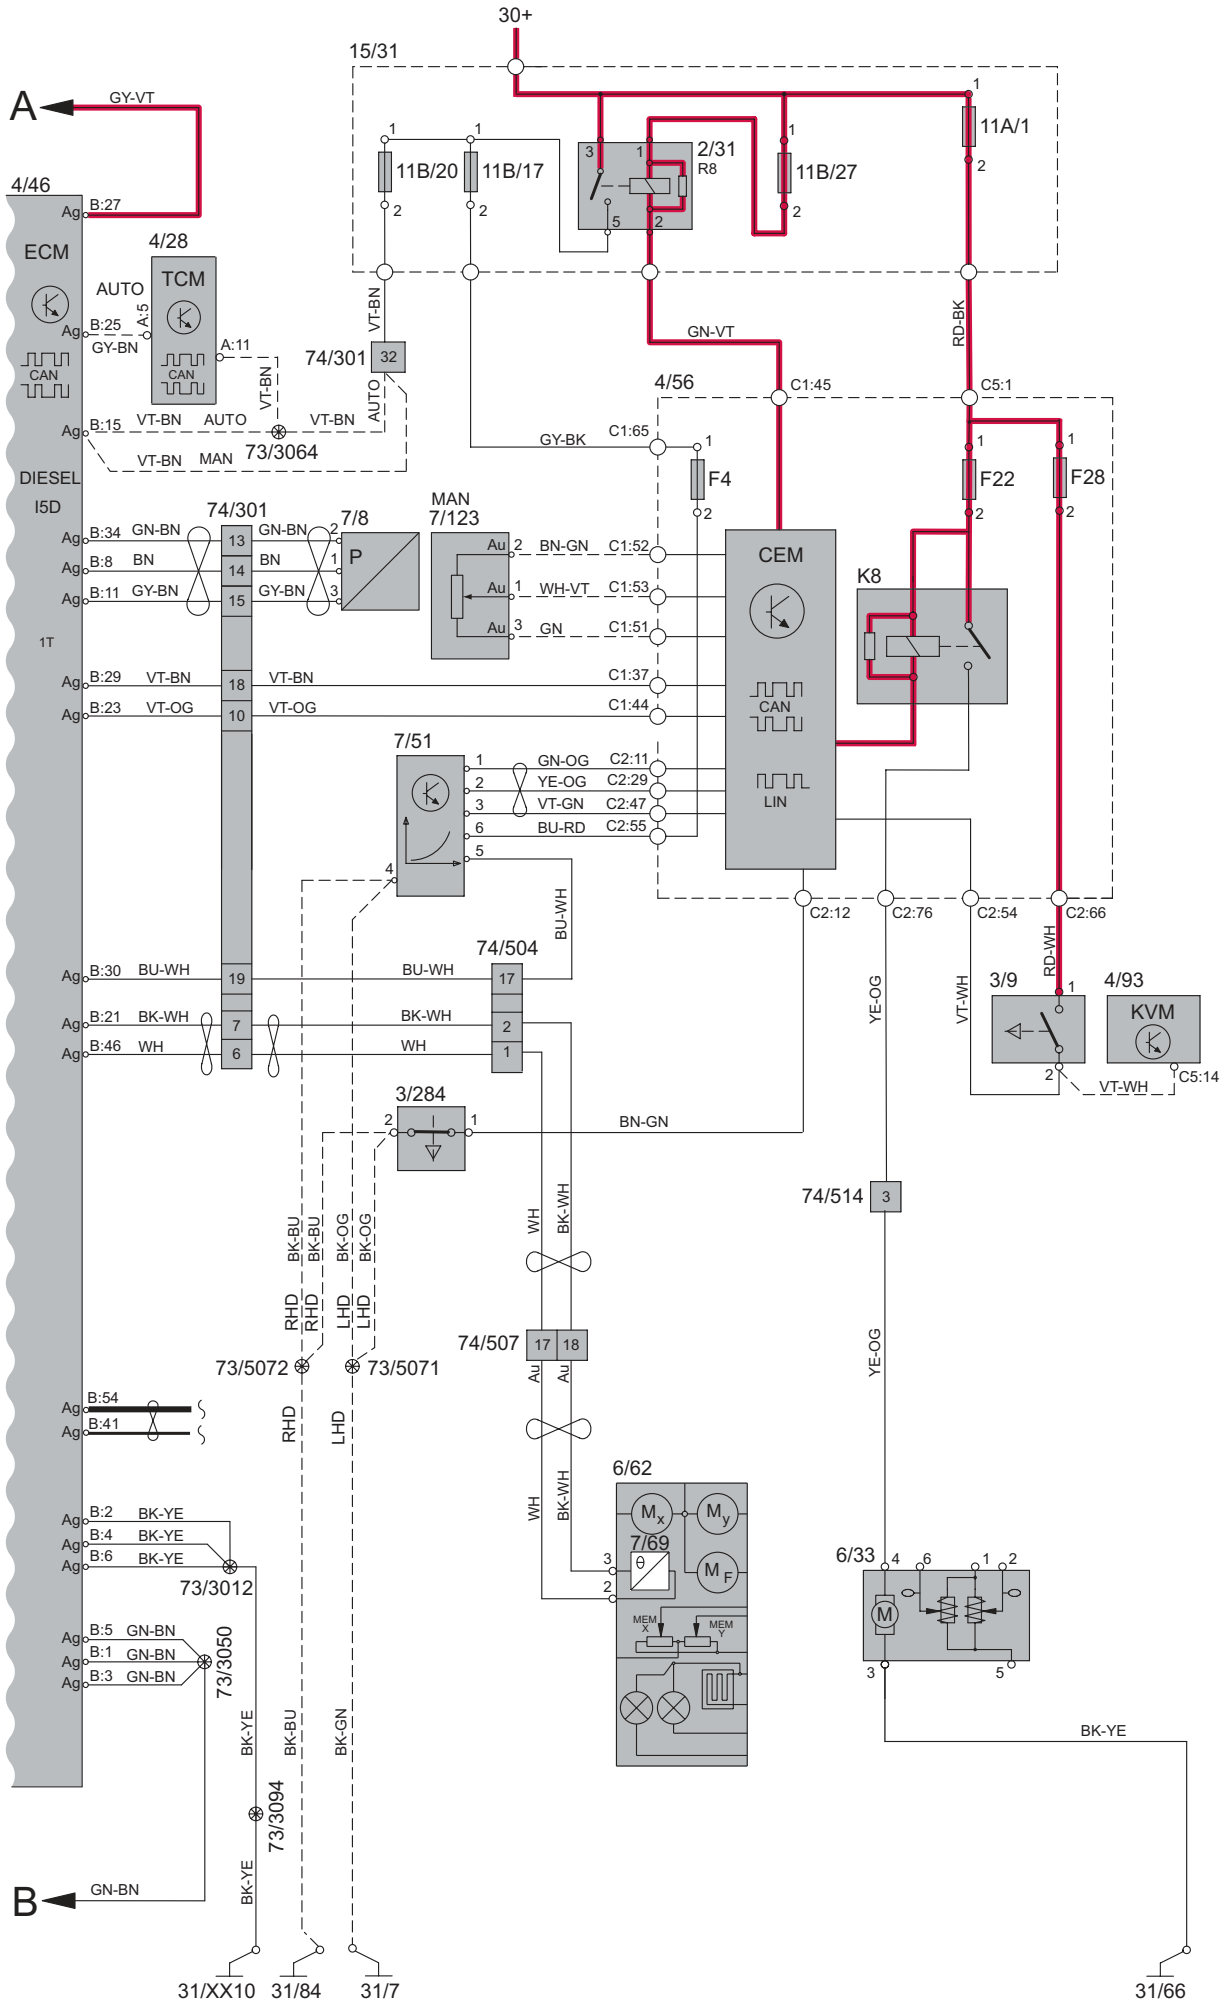 30+
15/31
A
GY-VT
1
11A/1
2
1
11B/20
2
1
11B/17
2
3
1
2/31
R8
5
2
1
11B/27
2
4/46
Ag
B:27
ECM
4/28
TCM
AUTO
A:5
Ag
B:25
GY-BN
CAN
A:11
CAN
VT-BN
VT-BN
74/301
32
AUTO
GN-VT
RD-BK
4/56
C1:45
C5:1
Ag
B:15
VT-BN
AUTO
VT-BN
73/3064
VT-BN
MAN
GY-BK
C1:65
1
F4
2
1
F22
2
1
F28
2
DIESEL
I5D
74/301
Ag
B:34
GN-BN
13
GN-BN
2
7/8
P
Ag
B:8
BN
14
BN
1
Ag
B:11
GY-BN
15
GY-BN
3
MAN
7/123
Au
2
BN-GN
C1:52
Au
1
WH-VT
C1:53
Au
3
GN
C1:51
CEM
K8
1T
Ag
B:29
VT-BN
18
VT-BN
C1:37
Ag
B:23
VT-OG
10
VT-OG
C1:44
CAN
LIN
7/51
1
GN-OG
C2:11
2
YE-OG
C2:29
3
VT-GN
C2:47
6
BU-RD
C2:55
5
4
BU-WH
C2:12
C2:76
C2:54
C2:66
74/504
Ag
B:30
BU-WH
19
BU-WH
17
Ag
B:21
BK-WH
7
BK-WH
2
Ag
B:46
WH
6
WH
1
YE-OG
VT-WH
RD-WH
3/9
1
2
4/93
KVM
C5:14
VT-WH
3/284
2
1
BN-GN
74/514
3
BK-BU
BK-BU
BK-OG
BK-OG
RHD
RHD
LHD
LHD
WH
BK-WH
74/507
17
18
Au
Au
73/5072
73/5071
YE-OG
Ag
B:54
Ag
B:41
RHD
LHD
WH
BK-WH
6/62
Mx
My
7/69
θ
MF
3
2
MEM
X
MEM
Y
Ag
B:2
BK-YE
Ag
B:4
BK-YE
Ag
B:6
BK-YE
73/3012
6/33
4
6
1
2
M
3
5
Ag
B:5
GN-BN
Ag
B:1
GN-BN
Ag
B:3
GN-BN
73/3050
BK-YE
BK-BU
BK-GN
BK-YE
73/3094
BK-YE
B
GN-BN
31/XX10
31/84
31/7
31/66